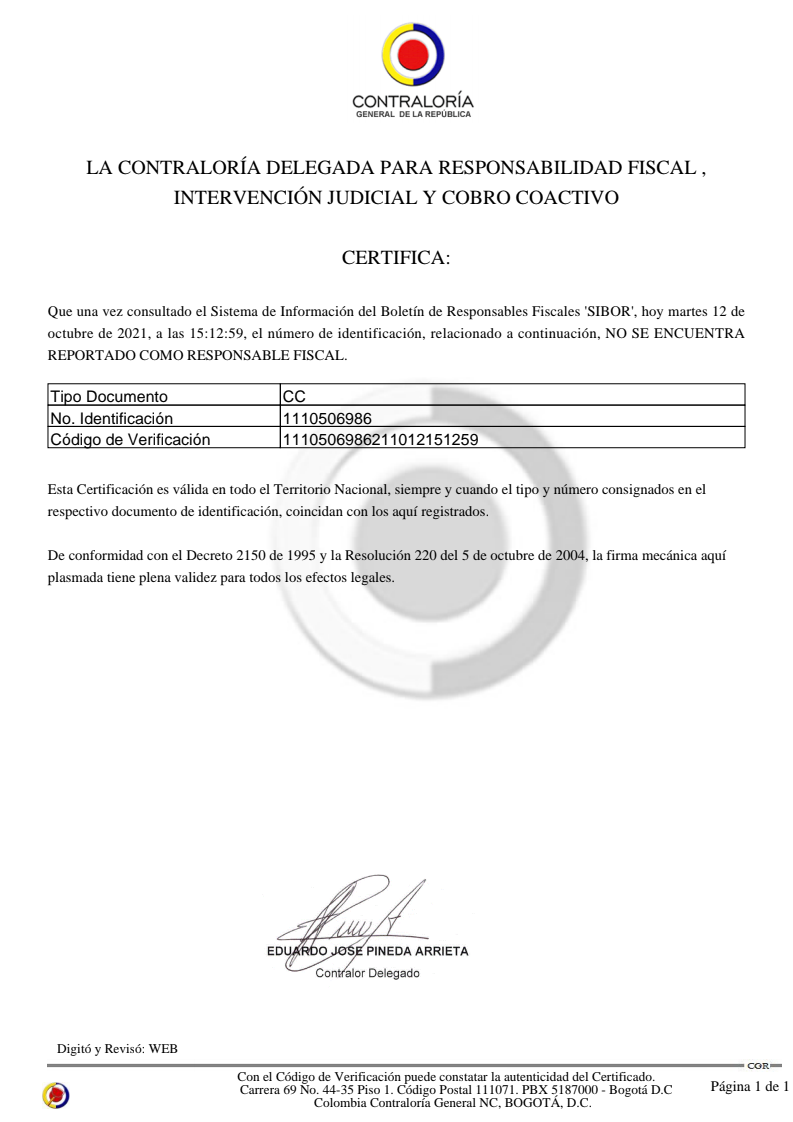 CONTRALORÍA
GENERAL DE LA REPÚBLICA
LA CONTRALORÍA DELEGADA PARA RESPONSABILIDAD FISCAL ,
INTERVENCIÓN JUDICIAL Y COBRO COACTIVO
CERTIFICA:
Que una vez consultado el Sistema de Información del Boletín de Responsables Fiscales 'SIBOR', hoy martes 12 de
octubre de 2021, a las 15:12:59, el número de identificación, relacionado a continuación, NO SE ENCUENTRA
REPORTADO COMO RESPONSABLE FISCAL.
Tipo Documento CC
No. Identificación 1110506986
Código de Verificación 1110506986211012151259
Esta Certificación es válida en todo el Territorio Nacional, siempre y cuando el tipo y número consignados en el
respectivo documento de identificación, coincidan con los aquí registrados.
De conformidad con el Decreto 2150 de 1995 y la Resolución 220 del 5 de octubre de 2004, la firma mecánica aquí
plasmada tiene plena validez para todos los efectos legales.
EDUARDO JOSE PINEDA ARRIETA
Contralor Delegado
Digitó y Revisó: WEB
CGR
Con el Código de Verificación puede constatar la autenticidad del Certificado.
Carrera 69 No. 44-35 Piso 1. Código Postal 111071. PBX 5187000 - Bogotá D.C
Colombia Contraloría General NC, BOGOTÁ, D.C.
Página 1 de 1